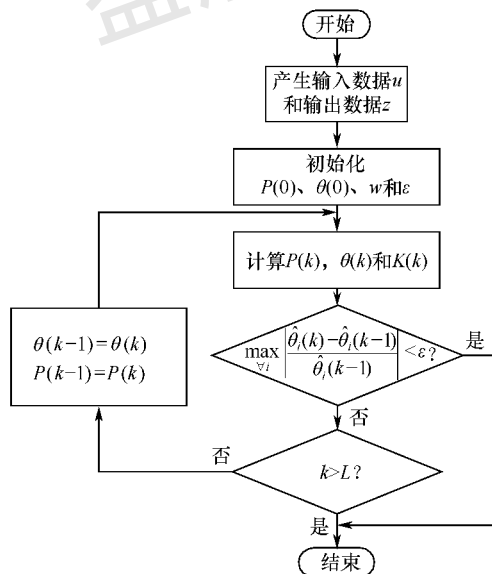 开始
产生输入数据u
和输出数据z
初始化
P(0)、θ(0)、w和ε
计算P(k)，θ(k)和K(k)
θ(k−1)=θ(k)
P(k−1)=P(k)
max∀i |(θ̂i(k)−θ̂i(k−1))/θ̂i(k−1)| <ε?
是
否
k>L?
否
是
结束